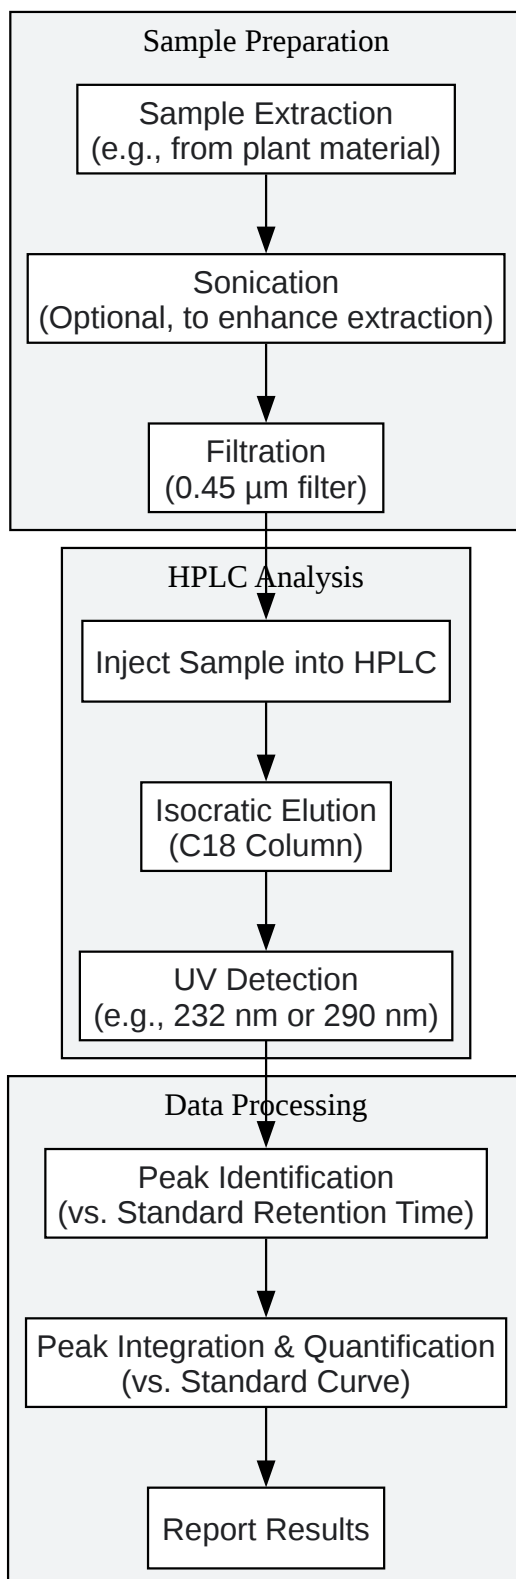 Sample Preparation
Sample Extraction
(e.g., from plant material)
Sonication
(Optional, to enhance extraction)
Filtration
(0.45 µm filter)
HPLC Analysis
Inject Sample into HPLC
Isocratic Elution
(C18 Column)
UV Detection
(e.g., 232 nm or 290 nm)
Data Processing
Peak Identification
(vs. Standard Retention Time)
Peak Integration & Quantification
(vs. Standard Curve)
Report Results